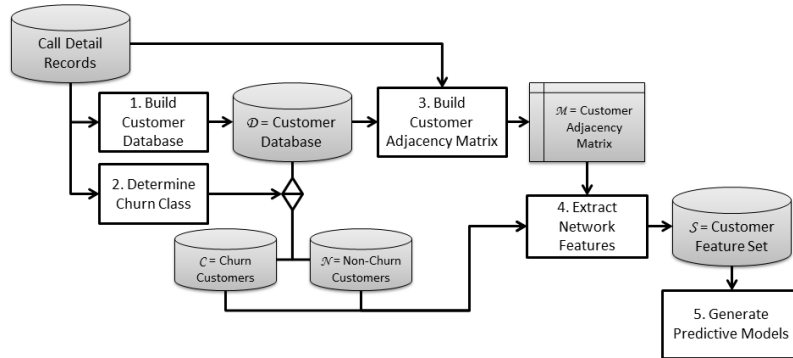 Call Detail
Records
1. Build
Customer
Database
𝒟 = Customer
Database
3. Build
Customer
Adjacency Matrix
ℳ = Customer
Adjacency
Matrix
2. Determine
Churn Class
4. Extract
Network
Features
𝒮 = Customer
Feature Set
𝒞 = Churn
Customers
𝒩 = Non-Churn
Customers
5. Generate
Predictive Models